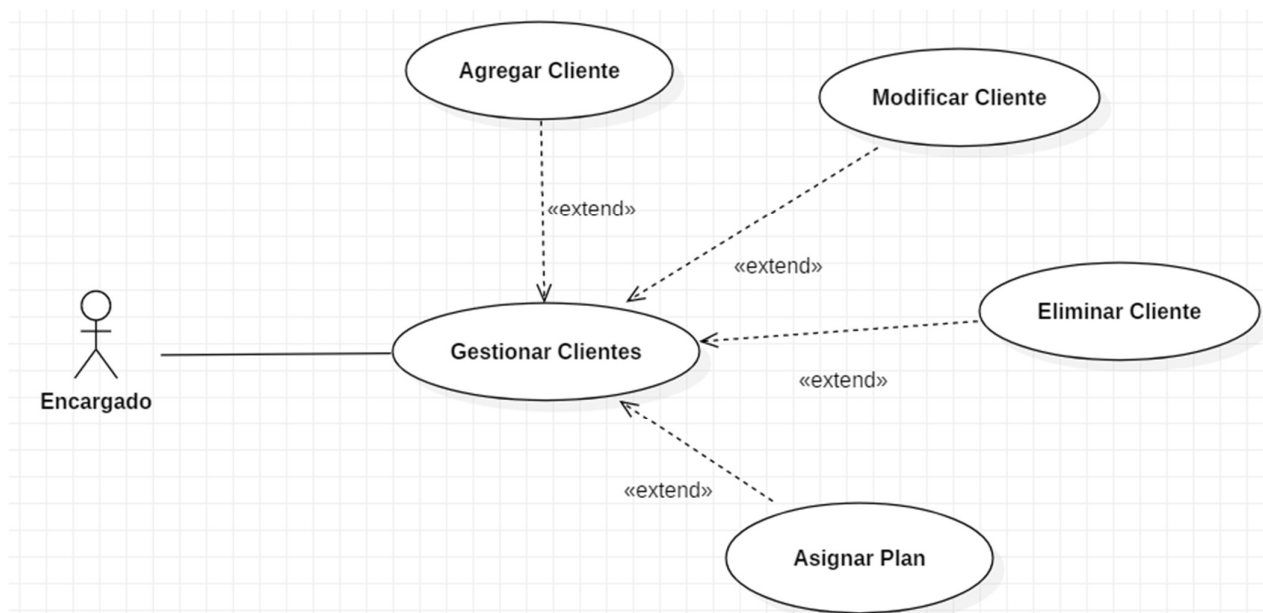 Agregar Cliente
Modificar Cliente
«extend»
«extend»
Eliminar Cliente
Gestionar Clientes
«extend»
Encargado
«extend»
Asignar Plan